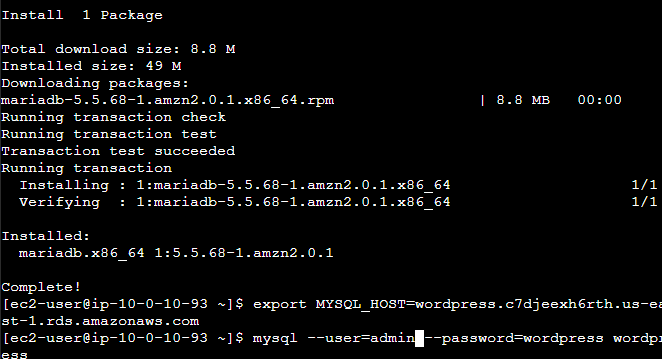 Install  1 Package
Total download size: 8.8 M
Installed size: 49 M
Downloading packages:
mariadb-5.5.68-1.amzn2.0.1.x86_64.rpm | 8.8 MB 00:00
Running transaction check
Running transaction test
Transaction test succeeded
Running transaction
Installing : 1:mariadb-5.5.68-1.amzn2.0.1.x86_64 1/1
Verifying  : 1:mariadb-5.5.68-1.amzn2.0.1.x86_64 1/1
Installed:
mariadb.x86_64 1:5.5.68-1.amzn2.0.1
Complete!
[ec2-user@ip-10-0-10-93 ~]$ export MYSQL_HOST=wordpress.c7djeexh6rth.us-ea
st-1.rds.amazonaws.com
[ec2-user@ip-10-0-10-93 ~]$ mysql --user=admin --password=wordpress wordpr
ess